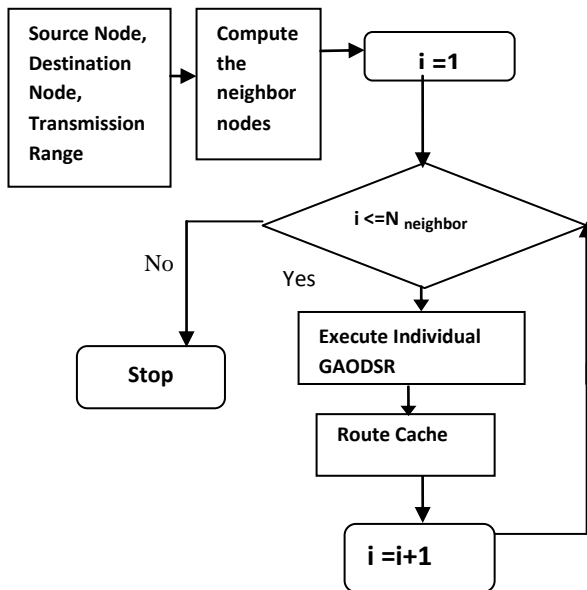 Source Node,
Destination
Node,
Transmission
Range
Compute
the
neighbor
nodes
i =1
i <=N neighbor
No
Yes
Execute Individual
GAODSR
Stop
Route Cache
i =i+1